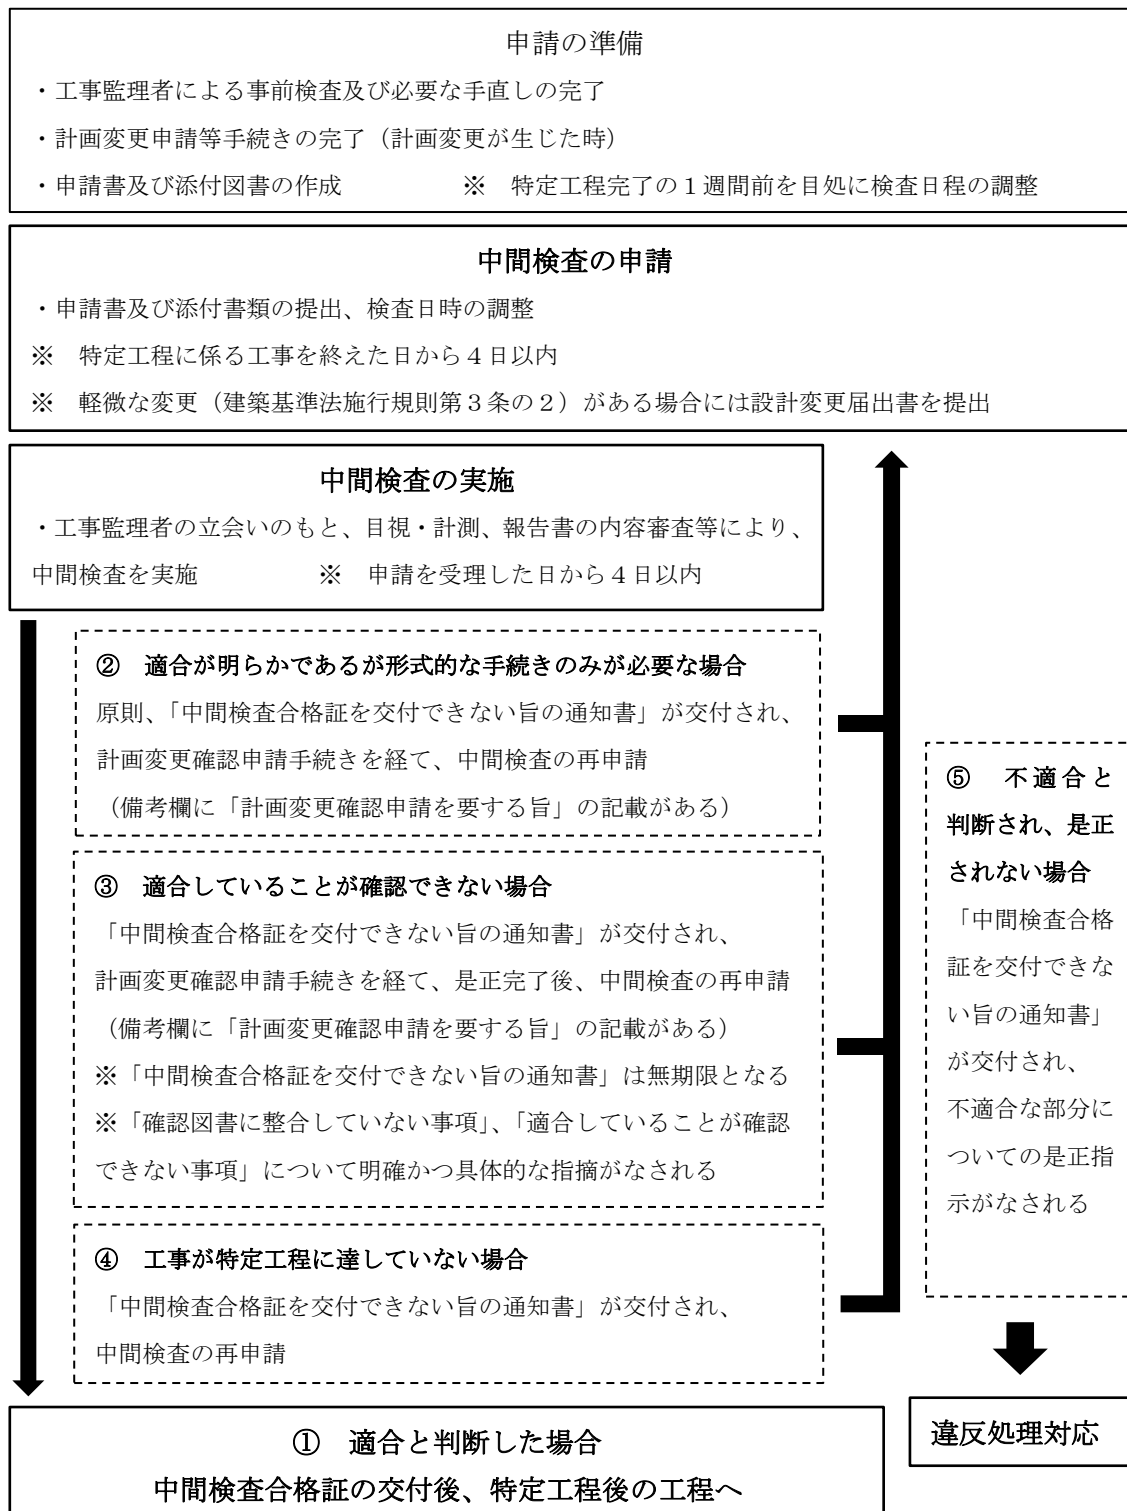 申請の準備
・工事監理者による事前検査及び必要な手直しの完了
・計画変更申請等手続きの完了（計画変更が生じた時）
・申請書及び添付図書の作成　　　　　※　特定工程完了の１週間前を目処に検査日程の調整
中間検査の申請
・申請書及び添付書類の提出、検査日時の調整
※　特定工程に係る工事を終えた日から４日以内
※　軽微な変更（建築基準法施行規則第３条の２）がある場合には設計変更届出書を提出
中間検査の実施
・工事監理者の立会いのもと、目視・計測、報告書の内容審査等により、
中間検査を実施　　　　　※　申請を受理した日から４日以内
②　適合が明らかであるが形式的な手続きのみが必要な場合
原則、「中間検査合格証を交付できない旨の通知書」が交付され、
計画変更確認申請手続きを経て、中間検査の再申請
（備考欄に「計画変更確認申請を要する旨」の記載がある）
③　適合していることが確認できない場合
「中間検査合格証を交付できない旨の通知書」が交付され、
計画変更確認申請手続きを経て、是正完了後、中間検査の再申請
（備考欄に「計画変更確認申請を要する旨」の記載がある）
※「中間検査合格証を交付できない旨の通知書」は無期限となる
※「確認図書に整合していない事項」、「適合していることが確認
できない事項」について明確かつ具体的な指摘がなされる
④　工事が特定工程に達していない場合
「中間検査合格証を交付できない旨の通知書」が交付され、
中間検査の再申請
⑤　不適合と
判断され、是正
されない場合
「中間検査合格
証を交付できな
い旨の通知書」
が交付され、
不適合な部分に
ついての是正指
示がなされる
違反処理対応
①　適合と判断した場合
中間検査合格証の交付後、特定工程後の工程へ